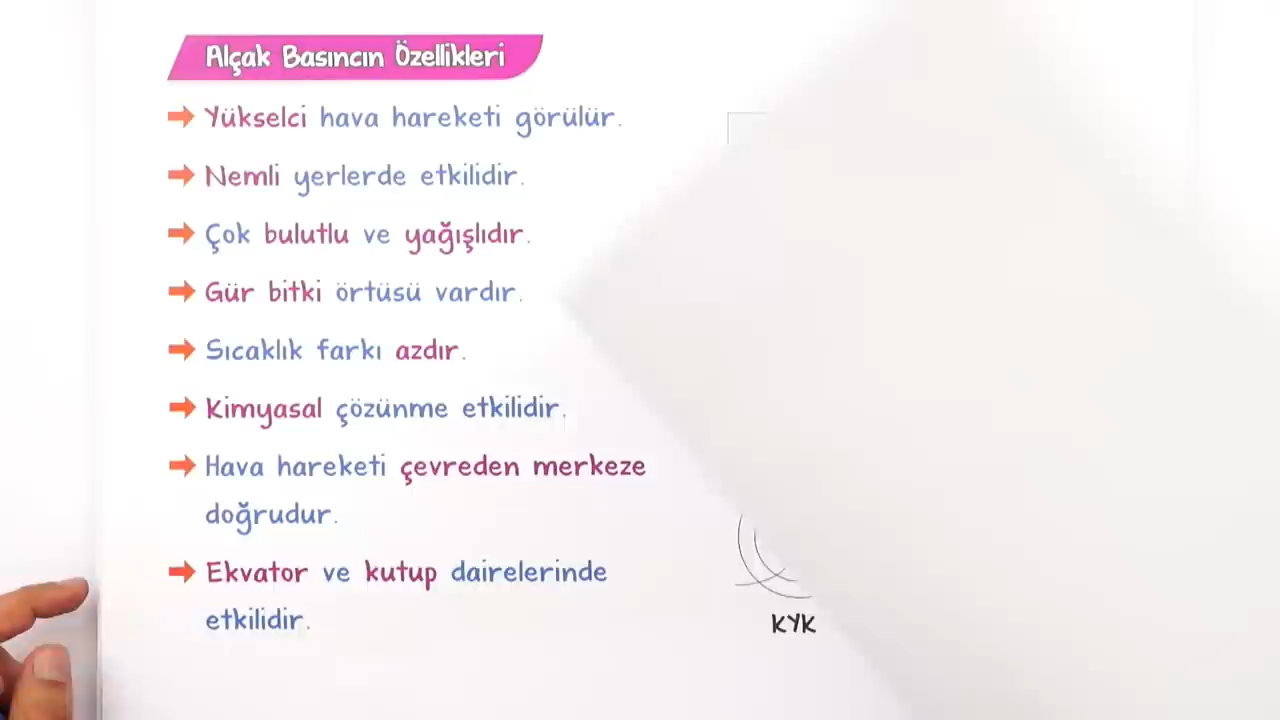 Alçak Basıncın Özellikleri
Yükselci hava hareketi görülür.
Nemli yerlerde etkilidir.
Çok bulutlu ve yağışlıdır.
Gür bitki örtüsü vardır.
Sıcaklık farkı azdır.
Kimyasal çözünme etkilidir.
Hava hareketi çevreden merkeze
doğrudur.
Ekvator ve kutup dairelerinde
etkilidir.
KYK